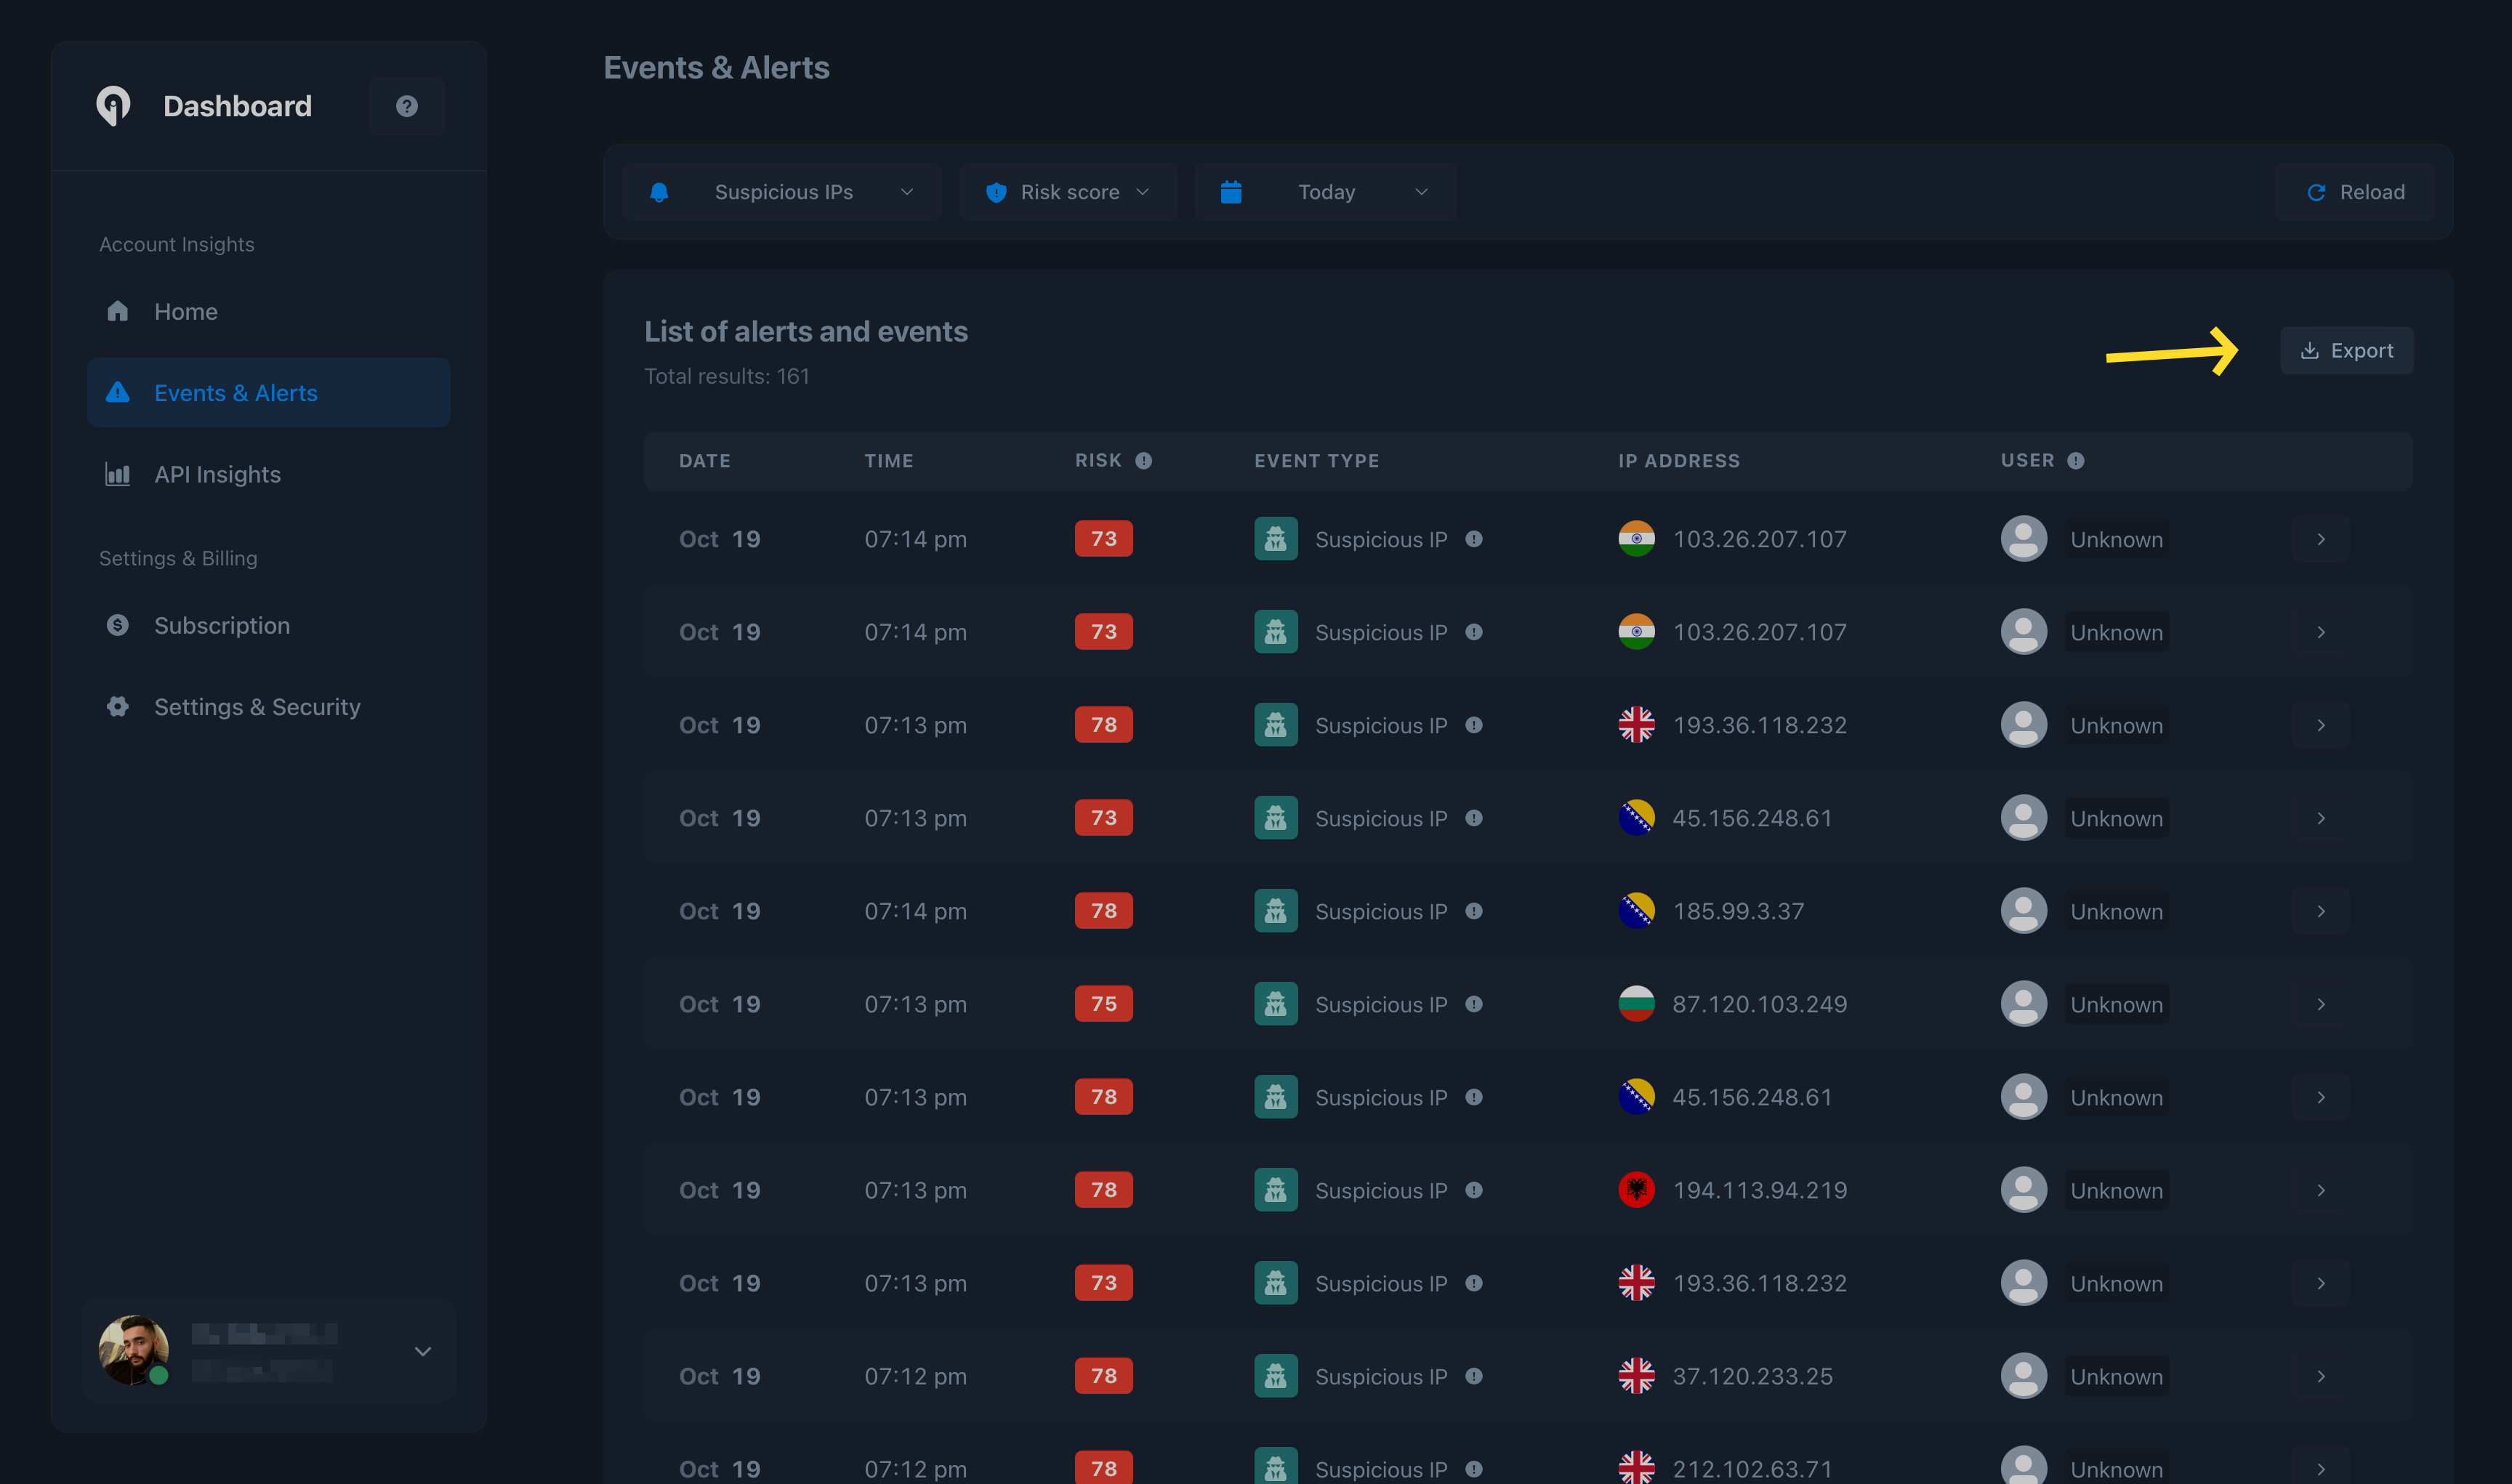 Dashboard
Account Insights
Home
Events & Alerts
API Insights
Settings & Billing
Subscription
Settings & Security
Events & Alerts
Suspicious IPs
Risk score
Today
Reload
List of alerts and events
Total results: 161
Export
DATE TIME RISK EVENT TYPE IP ADDRESS USER
Oct 19 07:14 pm 73 Suspicious IP 103.26.207.107 Unknown
Oct 19 07:14 pm 73 Suspicious IP 103.26.207.107 Unknown
Oct 19 07:13 pm 78 Suspicious IP 193.36.118.232 Unknown
Oct 19 07:13 pm 73 Suspicious IP 45.156.248.61 Unknown
Oct 19 07:14 pm 78 Suspicious IP 185.99.3.37 Unknown
Oct 19 07:13 pm 75 Suspicious IP 87.120.103.249 Unknown
Oct 19 07:13 pm 78 Suspicious IP 45.156.248.61 Unknown
Oct 19 07:13 pm 78 Suspicious IP 194.113.94.219 Unknown
Oct 19 07:13 pm 73 Suspicious IP 193.36.118.232 Unknown
Oct 19 07:12 pm 78 Suspicious IP 37.120.233.25 Unknown
Oct 19 07:12 pm 78 Suspicious IP 212.102.63.71 Unknown